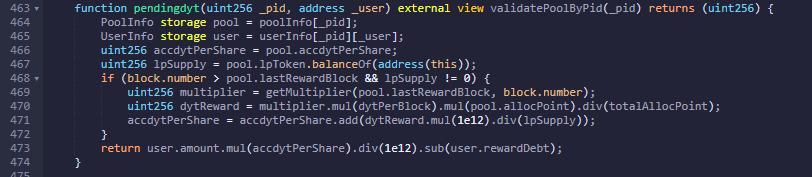 463 function pendingdyt(uint256 _pid, address _user) external view validatePoolByPid(_pid) returns (uint256) {
464 PoolInfo storage pool = poolInfo[_pid];
465 UserInfo storage user = userInfo[_pid][_user];
466 uint256 accdytPerShare = pool.accdytPerShare;
467 uint256 lpSupply = pool.lpToken.balanceOf(address(this));
468 if (block.number > pool.lastRewardBlock && lpSupply != 0) {
469 uint256 multiplier = getMultiplier(pool.lastRewardBlock, block.number);
470 uint256 dytReward = multiplier.mul(dytPerBlock).mul(pool.allocPoint).div(totalAllocPoint);
471 accdytPerShare = accdytPerShare.add(dytReward.mul(1e12).div(lpSupply));
472 }
473 return user.amount.mul(accdytPerShare).div(1e12).sub(user.rewardDebt);
474 }
475